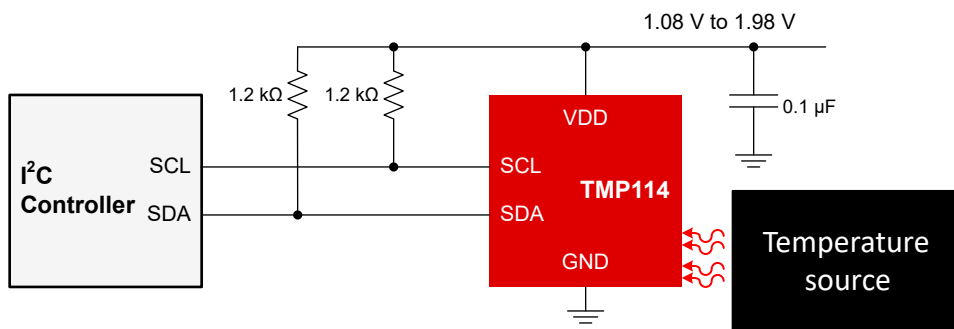 1.08 V to 1.98 V
1.2 kΩ
1.2 kΩ
0.1 µF
VDD
I²C
Controller
SCL
SDA
SCL
TMP114
SDA
GND
Temperature
source